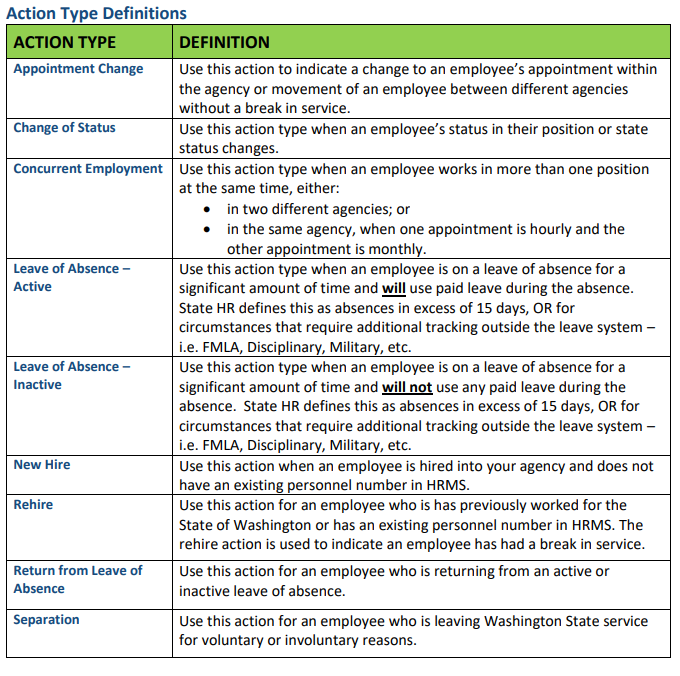 Action Type Definitions
ACTION TYPE
DEFINITION
Appointment Change
Use this action to indicate a change to an employee’s appointment within
the agency or movement of an employee between different agencies
without a break in service.
Change of Status
Use this action type when an employee’s status in their position or state
status changes.
Concurrent Employment
Use this action type when an employee works in more than one position
at the same time, either:
• in two different agencies; or
• in the same agency, when one appointment is hourly and the
other appointment is monthly.
Leave of Absence –
Active
Use this action type when an employee is on a leave of absence for a
significant amount of time and will use paid leave during the absence.
State HR defines this as absences in excess of 15 days, OR for
circumstances that require additional tracking outside the leave system –
i.e. FMLA, Disciplinary, Military, etc.
Leave of Absence –
Inactive
Use this action type when an employee is on a leave of absence for a
significant amount of time and will not use any paid leave during the
absence.  State HR defines this as absences in excess of 15 days, OR for
circumstances that require additional tracking outside the leave system –
i.e. FMLA, Disciplinary, Military, etc.
New Hire
Use this action when an employee is hired into your agency and does not
have an existing personnel number in HRMS.
Rehire
Use this action for an employee who is has previously worked for the
State of Washington or has an existing personnel number in HRMS. The
rehire action is used to indicate an employee has had a break in service.
Return from Leave of
Absence
Use this action for an employee who is returning from an active or
inactive leave of absence.
Separation
Use this action for an employee who is leaving Washington State service
for voluntary or involuntary reasons.